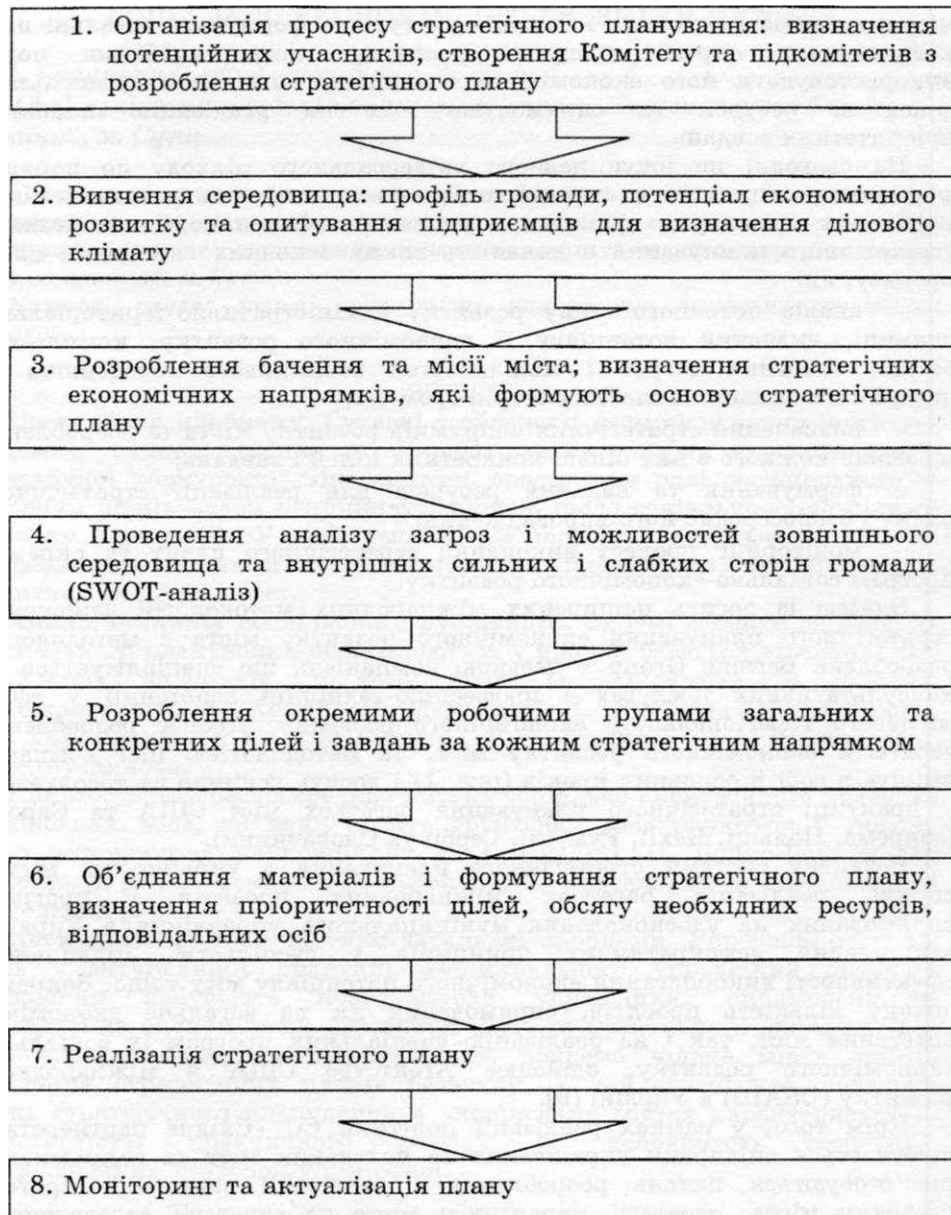 1. Організація процесу стратегічного планування: визначення
потенційних учасників, створення Комітету та підкомітетів з
розроблення стратегічного плану
2. Вивчення середовища: профіль громади, потенціал економічного
розвитку та опитування підприємців для визначення ділового
клімату
3. Розроблення бачення та місії міста; визначення стратегічних
економічних напрямків, які формують основу стратегічного
плану
4. Проведення аналізу загроз і можливостей зовнішнього
середовища та внутрішніх сильних і слабких сторін громади
(SWOT-аналіз)
5. Розроблення окремими робочими групами загальних та
конкретних цілей і завдань за кожним стратегічним напрямком
6. Об’єднання матеріалів і формування стратегічного плану,
визначення пріоритетності цілей, обсягу необхідних ресурсів,
відповідальних осіб
7. Реалізація стратегічного плану
8. Моніторинг та актуалізація плану